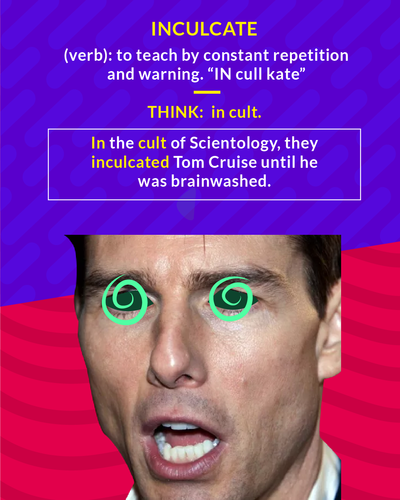 INCULCATE
(verb): to teach by constant repetition
and warning. “IN cull kate”
THINK: in cult.
In the cult of Scientology, they
inculcated Tom Cruise until he
was brainwashed.